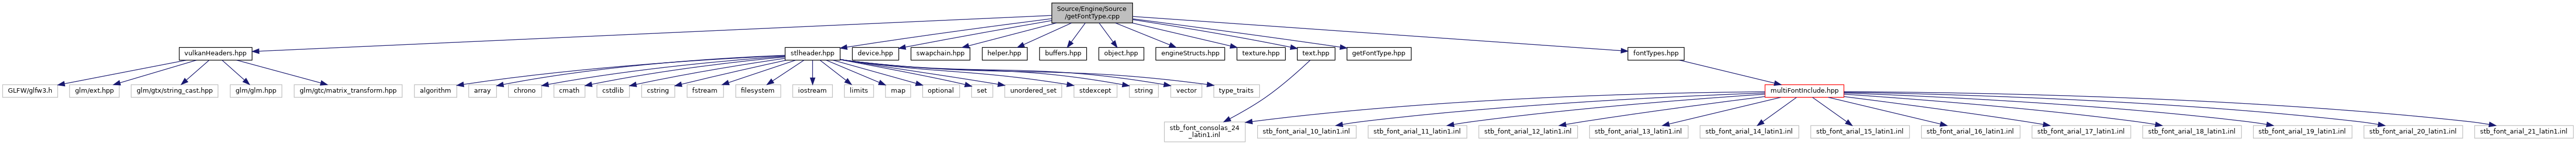 Source/Engine/Source
/getFontType.cpp
vulkanHeaders.hpp
stlheader.hpp
device.hpp
swapchain.hpp
helper.hpp
buffers.hpp
object.hpp
engineStructs.hpp
texture.hpp
text.hpp
getFontType.hpp
fontTypes.hpp
GLFW/glfw3.h
glm/ext.hpp
glm/gtx/string_cast.hpp
glm/glm.hpp
glm/gtc/matrix_transform.hpp
algorithm
array
chrono
cmath
cstdlib
cstring
fstream
filesystem
iostream
limits
map
optional
set
unordered_set
stdexcept
string
vector
type_traits
multiFontInclude.hpp
stb_font_consolas_24
_latin1.inl
stb_font_arial_10_latin1.inl
stb_font_arial_11_latin1.inl
stb_font_arial_12_latin1.inl
stb_font_arial_13_latin1.inl
stb_font_arial_14_latin1.inl
stb_font_arial_15_latin1.inl
stb_font_arial_16_latin1.inl
stb_font_arial_17_latin1.inl
stb_font_arial_18_latin1.inl
stb_font_arial_19_latin1.inl
stb_font_arial_20_latin1.inl
stb_font_arial_21_latin1.inl